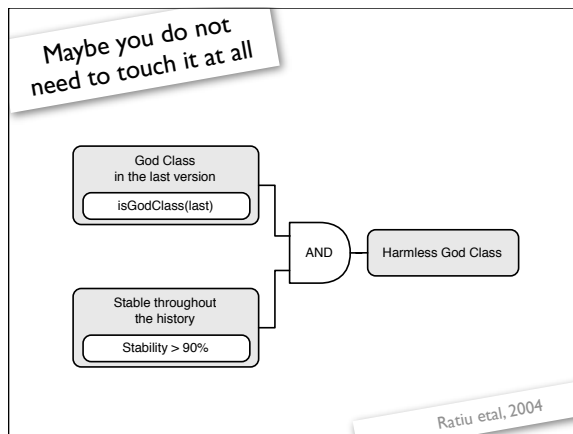 Maybe you do not
need to touch it at all
God Class
in the last version
isGodClass(last)
AND
Harmless God Class
Stable throughout
the history
Stability > 90%
Ratiu etal, 2004